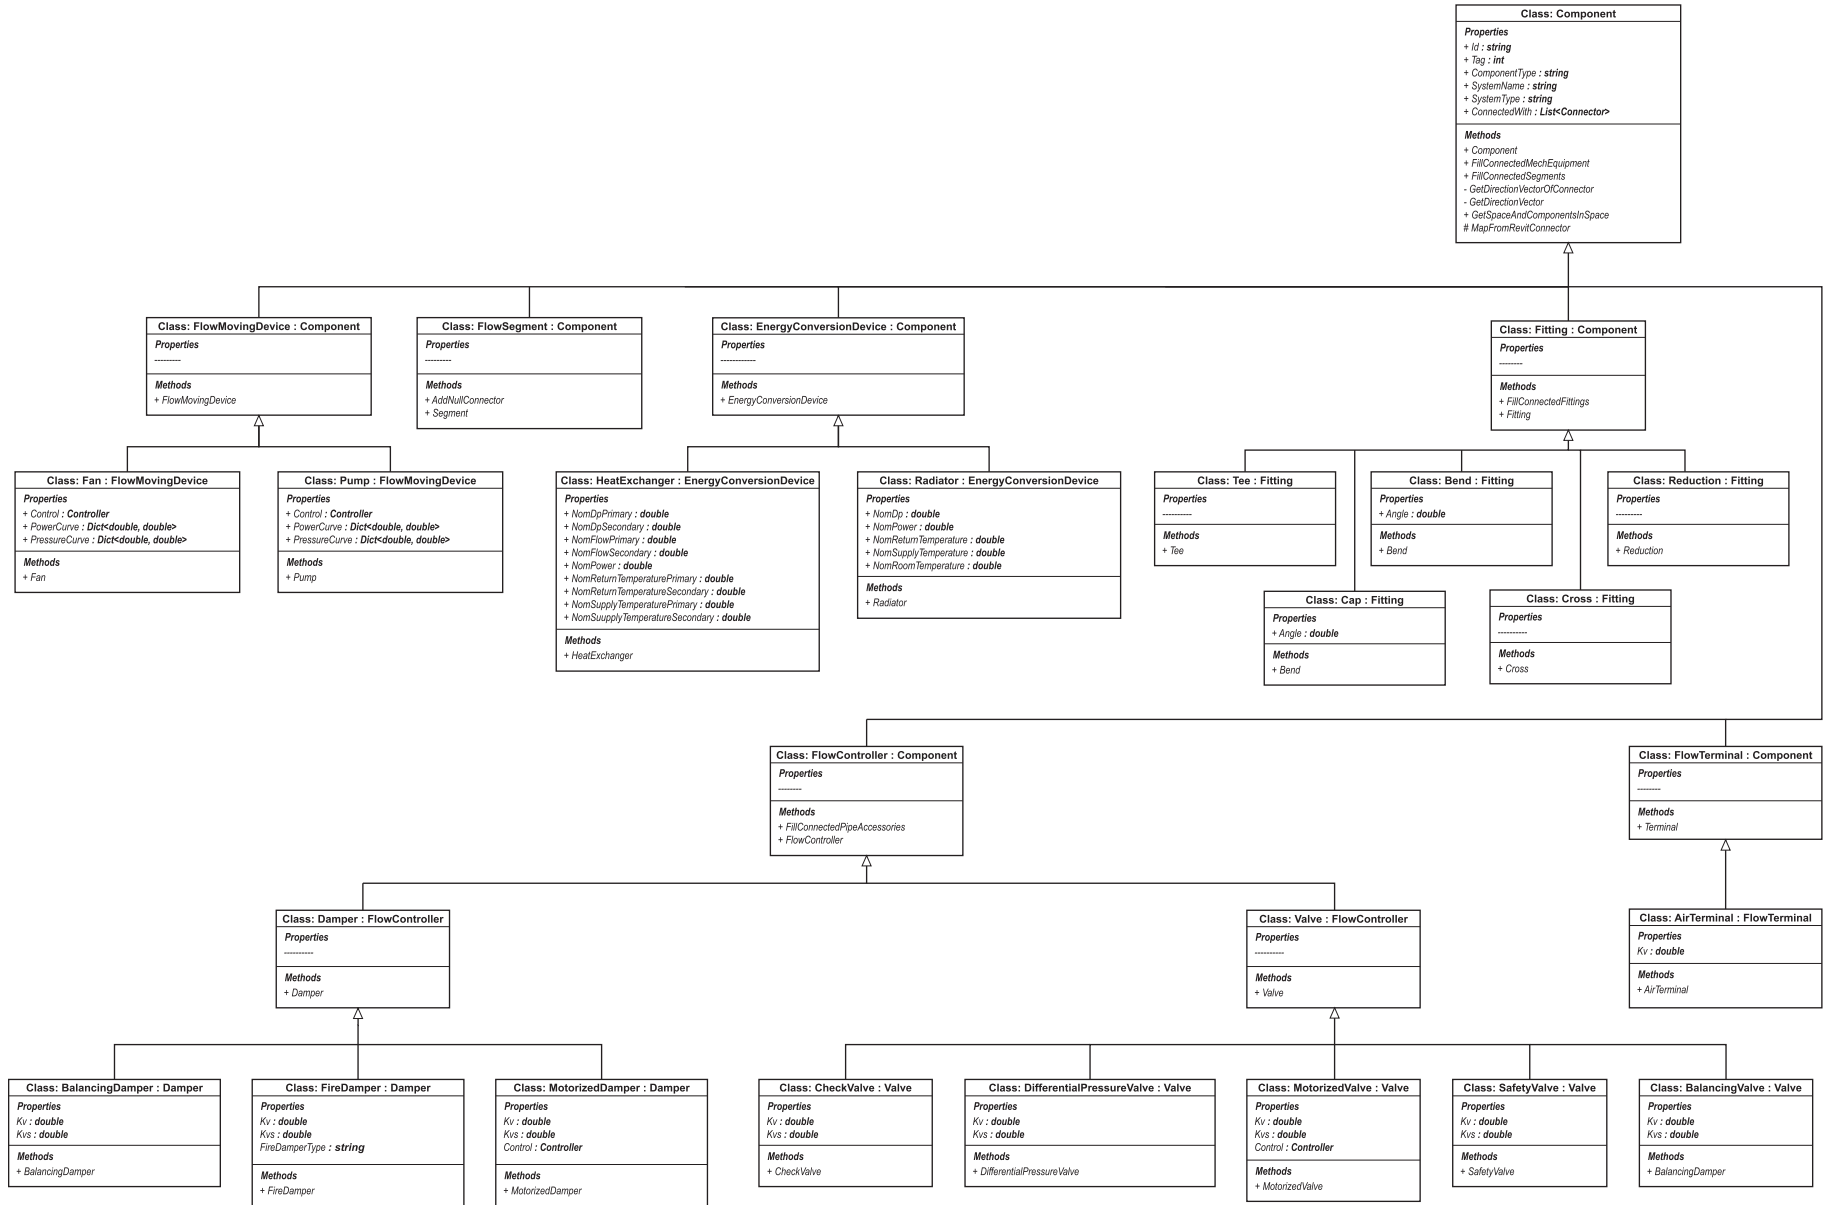 Class: Component
Properties
+ Id : string
+ Tag : int
+ ComponentType : string
+ SystemName : string
+ SystemType : string
+ ConnectedWith : List<Connector>
Methods
+ Component
+ FillConnectedMechEquipment
+ FillConnectedSegments
- GetDirectionVectorOfConnector
- GetDirectionVector
+ GetSpaceAndComponentsInSpace
# MapFromRevitConnector
Class: FlowMovingDevice : Component
Properties
---------
Methods
+ FlowMovingDevice
Class: FlowSegment : Component
Properties
---------
Methods
+ AddNullConnector
+ Segment
Class: EnergyConversionDevice : Component
Properties
------------
Methods
+ EnergyConversionDevice
Class: Fitting : Component
Properties
--------
Methods
+ FillConnectedFittings
+ Fitting
Class: Fan : FlowMovingDevice
Properties
+ Control : Controller
+ PowerCurve : Dict<double, double>
+ PressureCurve : Dict<double, double>
Methods
+ Fan
Class: Pump : FlowMovingDevice
Properties
+ Control : Controller
+ PowerCurve : Dict<double, double>
+ PressureCurve : Dict<double, double>
Methods
+ Pump
Class: HeatExchanger : EnergyConversionDevice
Properties
+ NomDpPrimary : double
+ NomDpSecondary : double
+ NomFlowPrimary : double
+ NomFlowSecondary : double
+ NomPower : double
+ NomReturnTemperaturePrimary : double
+ NomReturnTemperatureSecondary : double
+ NomSupplyTemperaturePrimary : double
+ NomSuupplyTemperatureSecondary : double
Methods
+ HeatExchanger
Class: Radiator : EnergyConversionDevice
Properties
+ NomDp : double
+ NomPower : double
+ NomReturnTemperature : double
+ NomSupplyTemperature : double
+ NomRoomTemperature : double
Methods
+ Radiator
Class: Tee : Fitting
Properties
----------
Methods
+ Tee
Class: Bend : Fitting
Properties
+ Angle : double
Methods
+ Bend
Class: Reduction : Fitting
Properties
---------
Methods
+ Reduction
Class: Cap : Fitting
Properties
+ Angle : double
Methods
+ Bend
Class: Cross : Fitting
Properties
----------
Methods
+ Cross
Class: FlowController : Component
Properties
--------
Methods
+ FillConnectedPipeAccessories
+ FlowController
Class: FlowTerminal : Component
Properties
--------
Methods
+ Terminal
Class: Damper : FlowController
Properties
----------
Methods
+ Damper
Class: Valve : FlowController
Properties
----------
Methods
+ Valve
Class: AirTerminal : FlowTerminal
Properties
Kv : double
Methods
+ AirTerminal
Class: BalancingDamper : Damper
Properties
Kv : double
Kvs : double
Methods
+ BalancingDamper
Class: FireDamper : Damper
Properties
Kv : double
Kvs : double
FireDamperType : string
Methods
+ FireDamper
Class: MotorizedDamper : Damper
Properties
Kv : double
Kvs : double
Control : Controller
Methods
+ MotorizedDamper
Class: CheckValve : Valve
Properties
Kv : double
Kvs : double
Methods
+ CheckValve
Class: DifferentialPressureValve : Valve
Properties
Kv : double
Kvs : double
Methods
+ DifferentialPressureValve
Class: MotorizedValve : Valve
Properties
Kv : double
Kvs : double
Control : Controller
Methods
+ MotorizedValve
Class: SafetyValve : Valve
Properties
Kv : double
Kvs : double
Methods
+ SafetyValve
Class: BalancingValve : Valve
Properties
Kv : double
Kvs : double
Methods
+ BalancingDamper